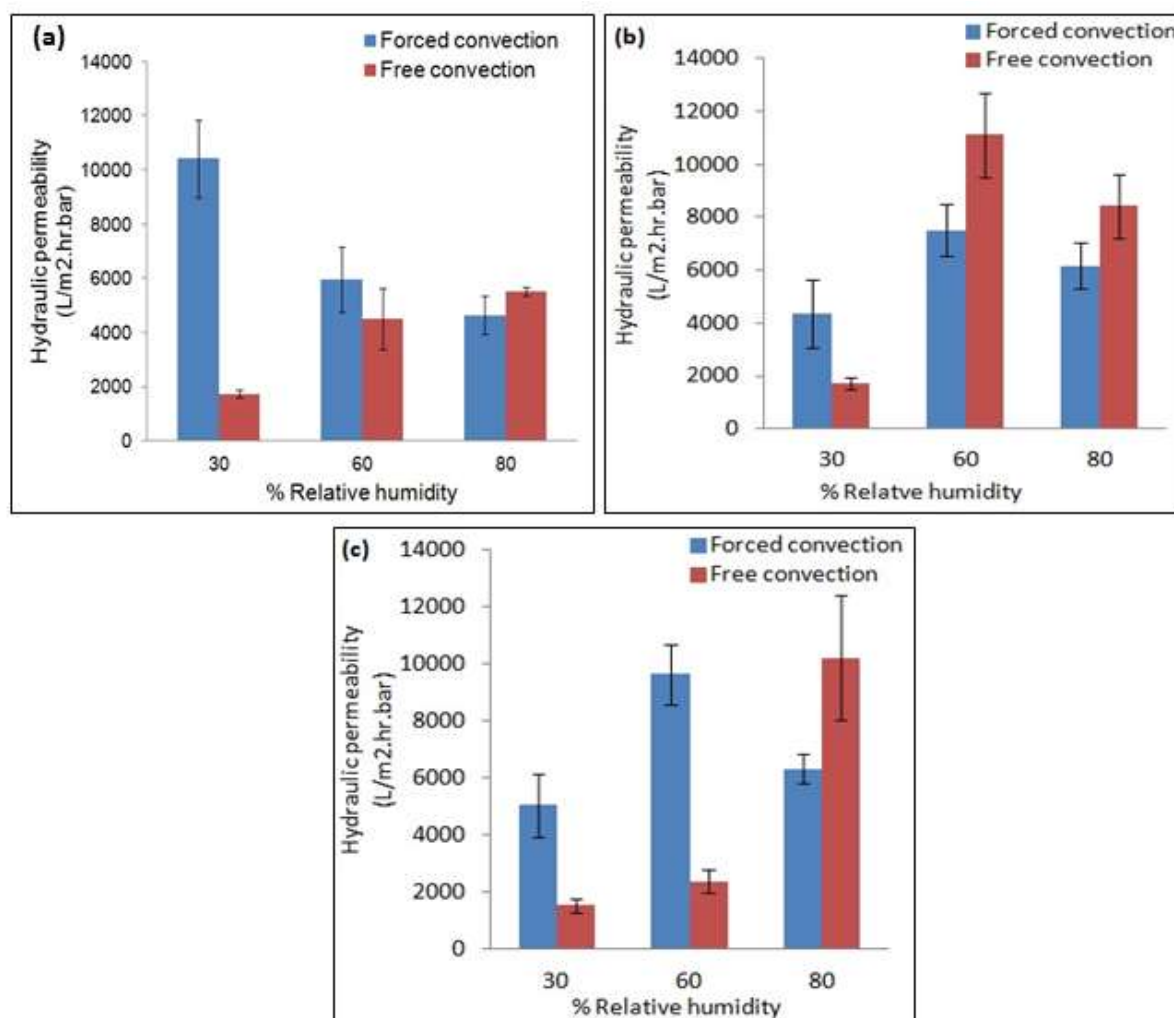 (a)
Forced convection
Free convection
14000
12000
10000
8000
6000
4000
2000
0
Hydraulic permeability
(L/m2.hr.bar)
30 60 80
% Relative humidity
(b)
Forced convection
Free convection
14000
12000
10000
8000
6000
4000
2000
0
Hydraulic permeability
(L/m2.hr.bar)
30 60 80
% Relatve humidity
(c)
Forced convection
Free convection
14000
12000
10000
8000
6000
4000
2000
0
Hydraulic permeability
(L/m2.hr.bar)
30 60 80
% Relative humidity